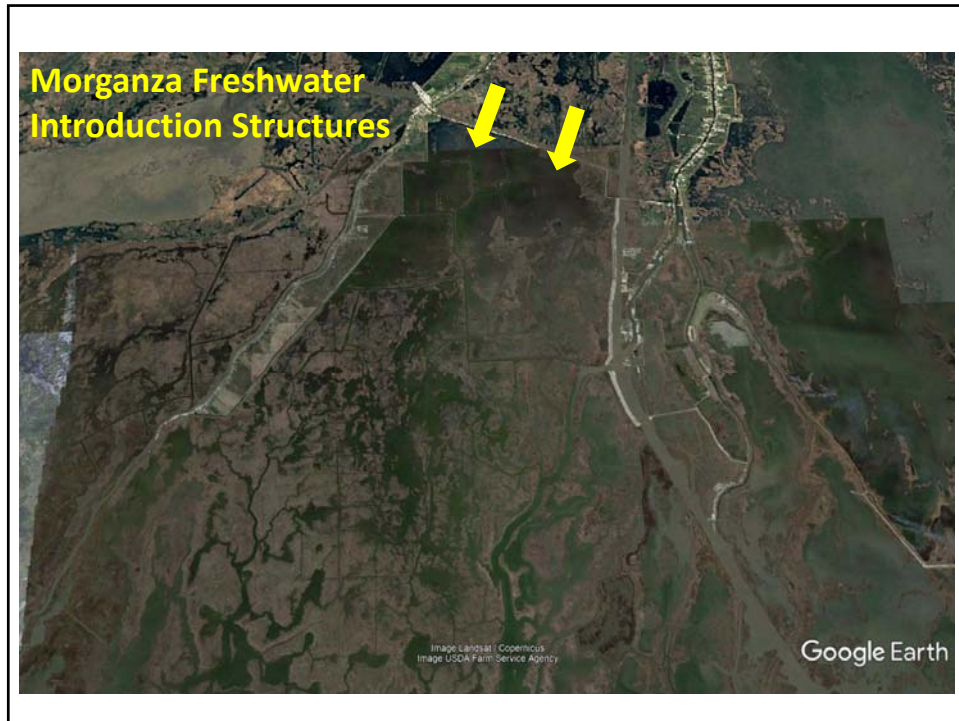 Morganza Freshwater
Introduction Structures
Image Landsat / Copernicus
Image USDA Farm Service Agency
Google Earth